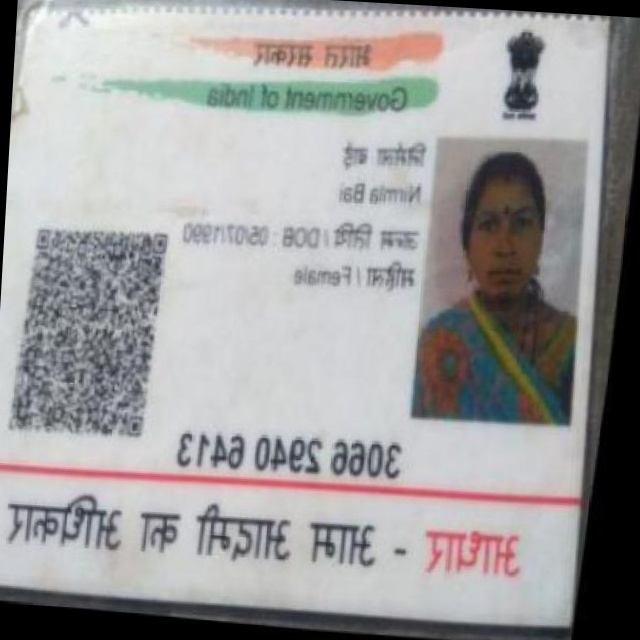 भारत सरकार
Government of India
निर्मला बाई
Nirmla Bai
जन्म तिथि / DOB : 05/07/1990
महिला / Female
3066 2940 6413
आधार - आम आदमी का अधिकार